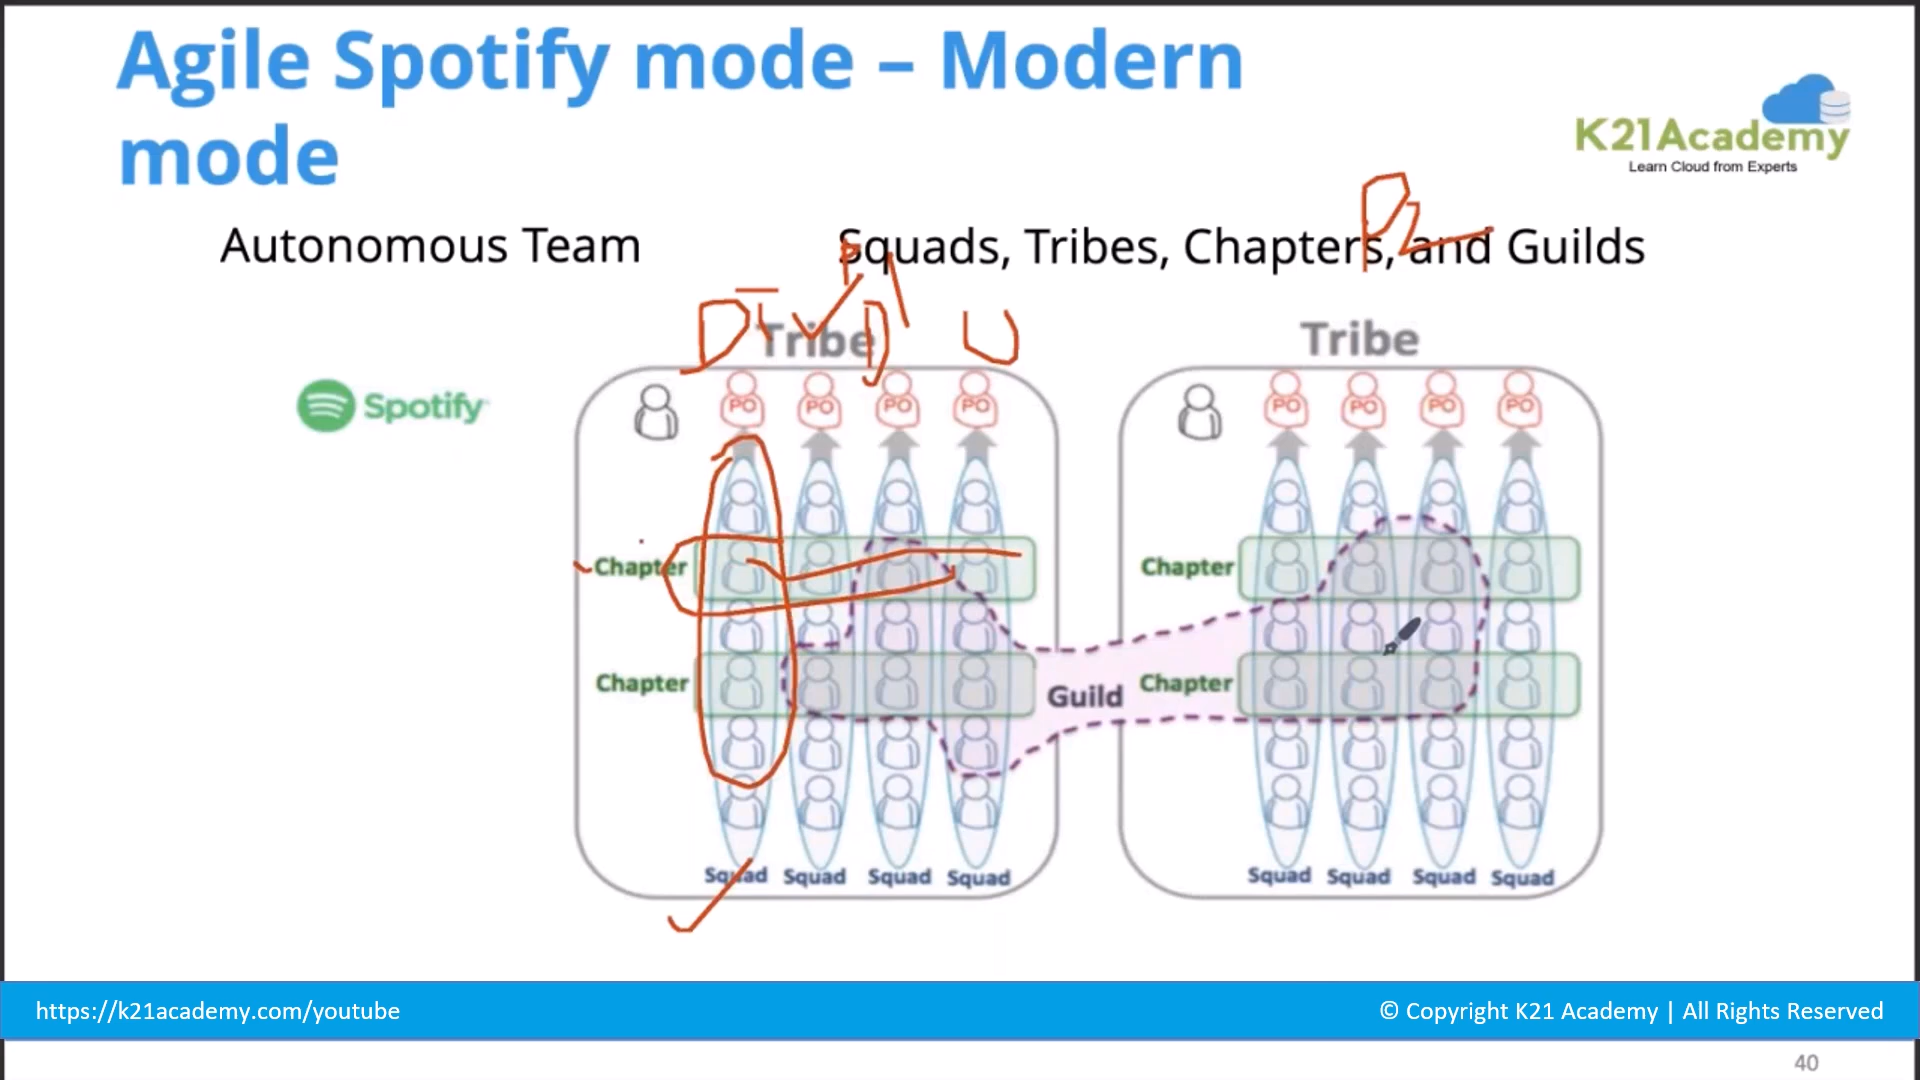 Agile Spotify mode – Modern
mode
K21Academy
Learn Cloud from Experts
P2
Autonomous Team
Squads, Tribes, Chapters, and Guilds
P1
D T D U
Tribe
Tribe
Spotify
PO PO PO PO
PO PO PO PO
Chapter
Chapter
Chapter
Guild
Chapter
Squad Squad Squad Squad
Squad Squad Squad Squad
https://k21academy.com/youtube
© Copyright K21 Academy | All Rights Reserved
40